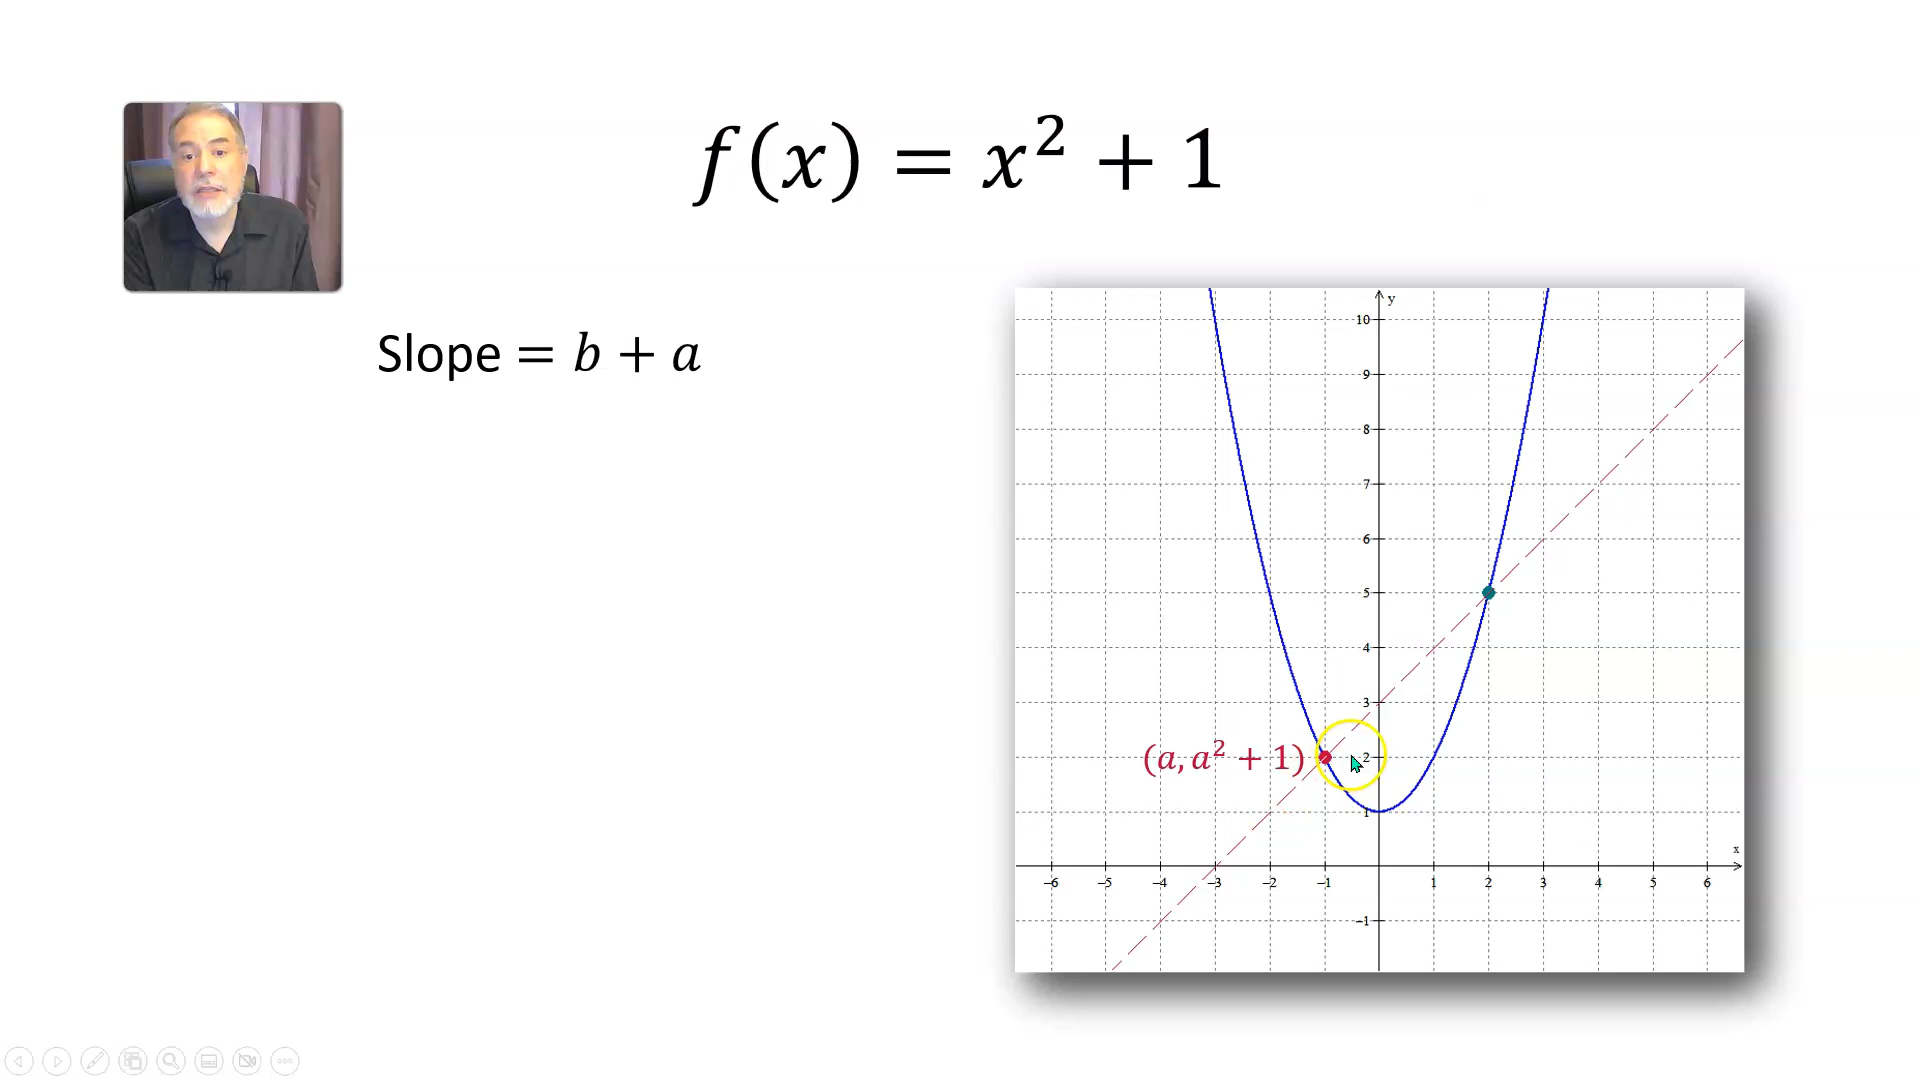 f(x) = x² + 1
Slope = b + a
y
10
9
8
7
6
5
4
3
(a, a² + 1)
2
1
x
–6 –5 –4 –3 –2 –1 1 2 3 4 5 6
–1